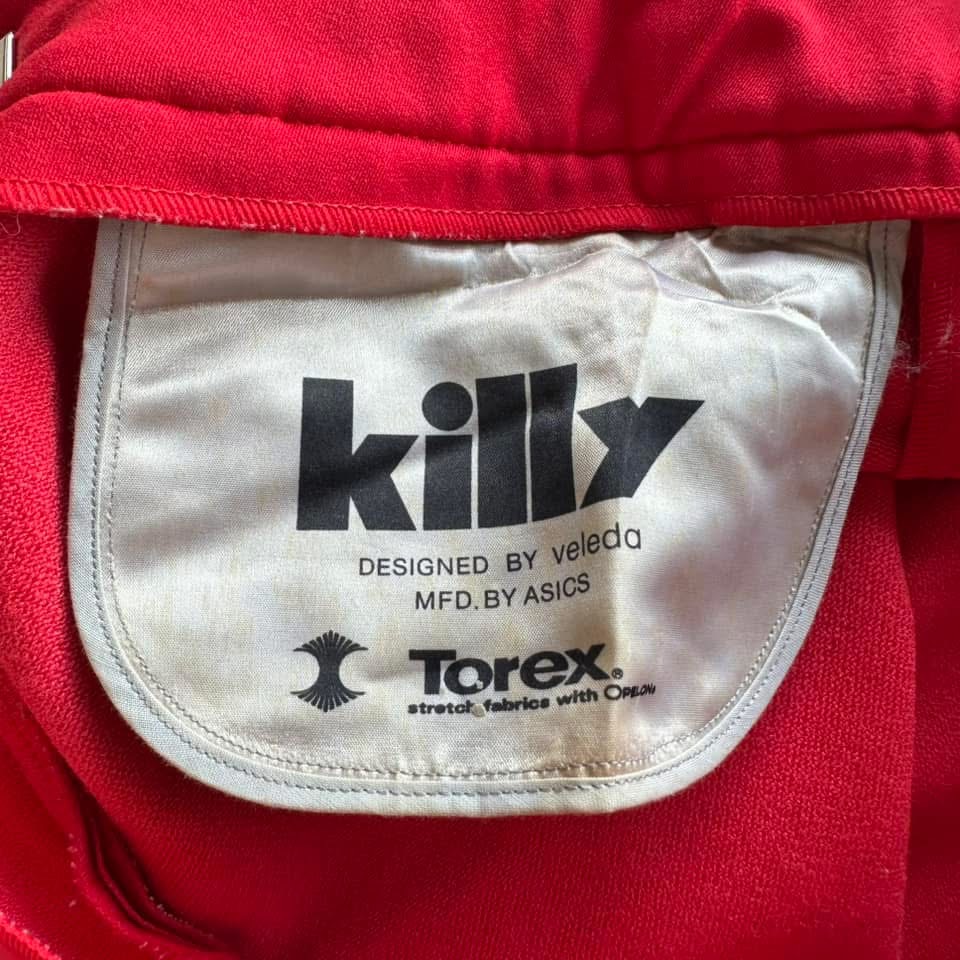 killy
DESIGNED BY veleda
MFD. BY ASICS
Torex®
stretch fabrics with OPELON®